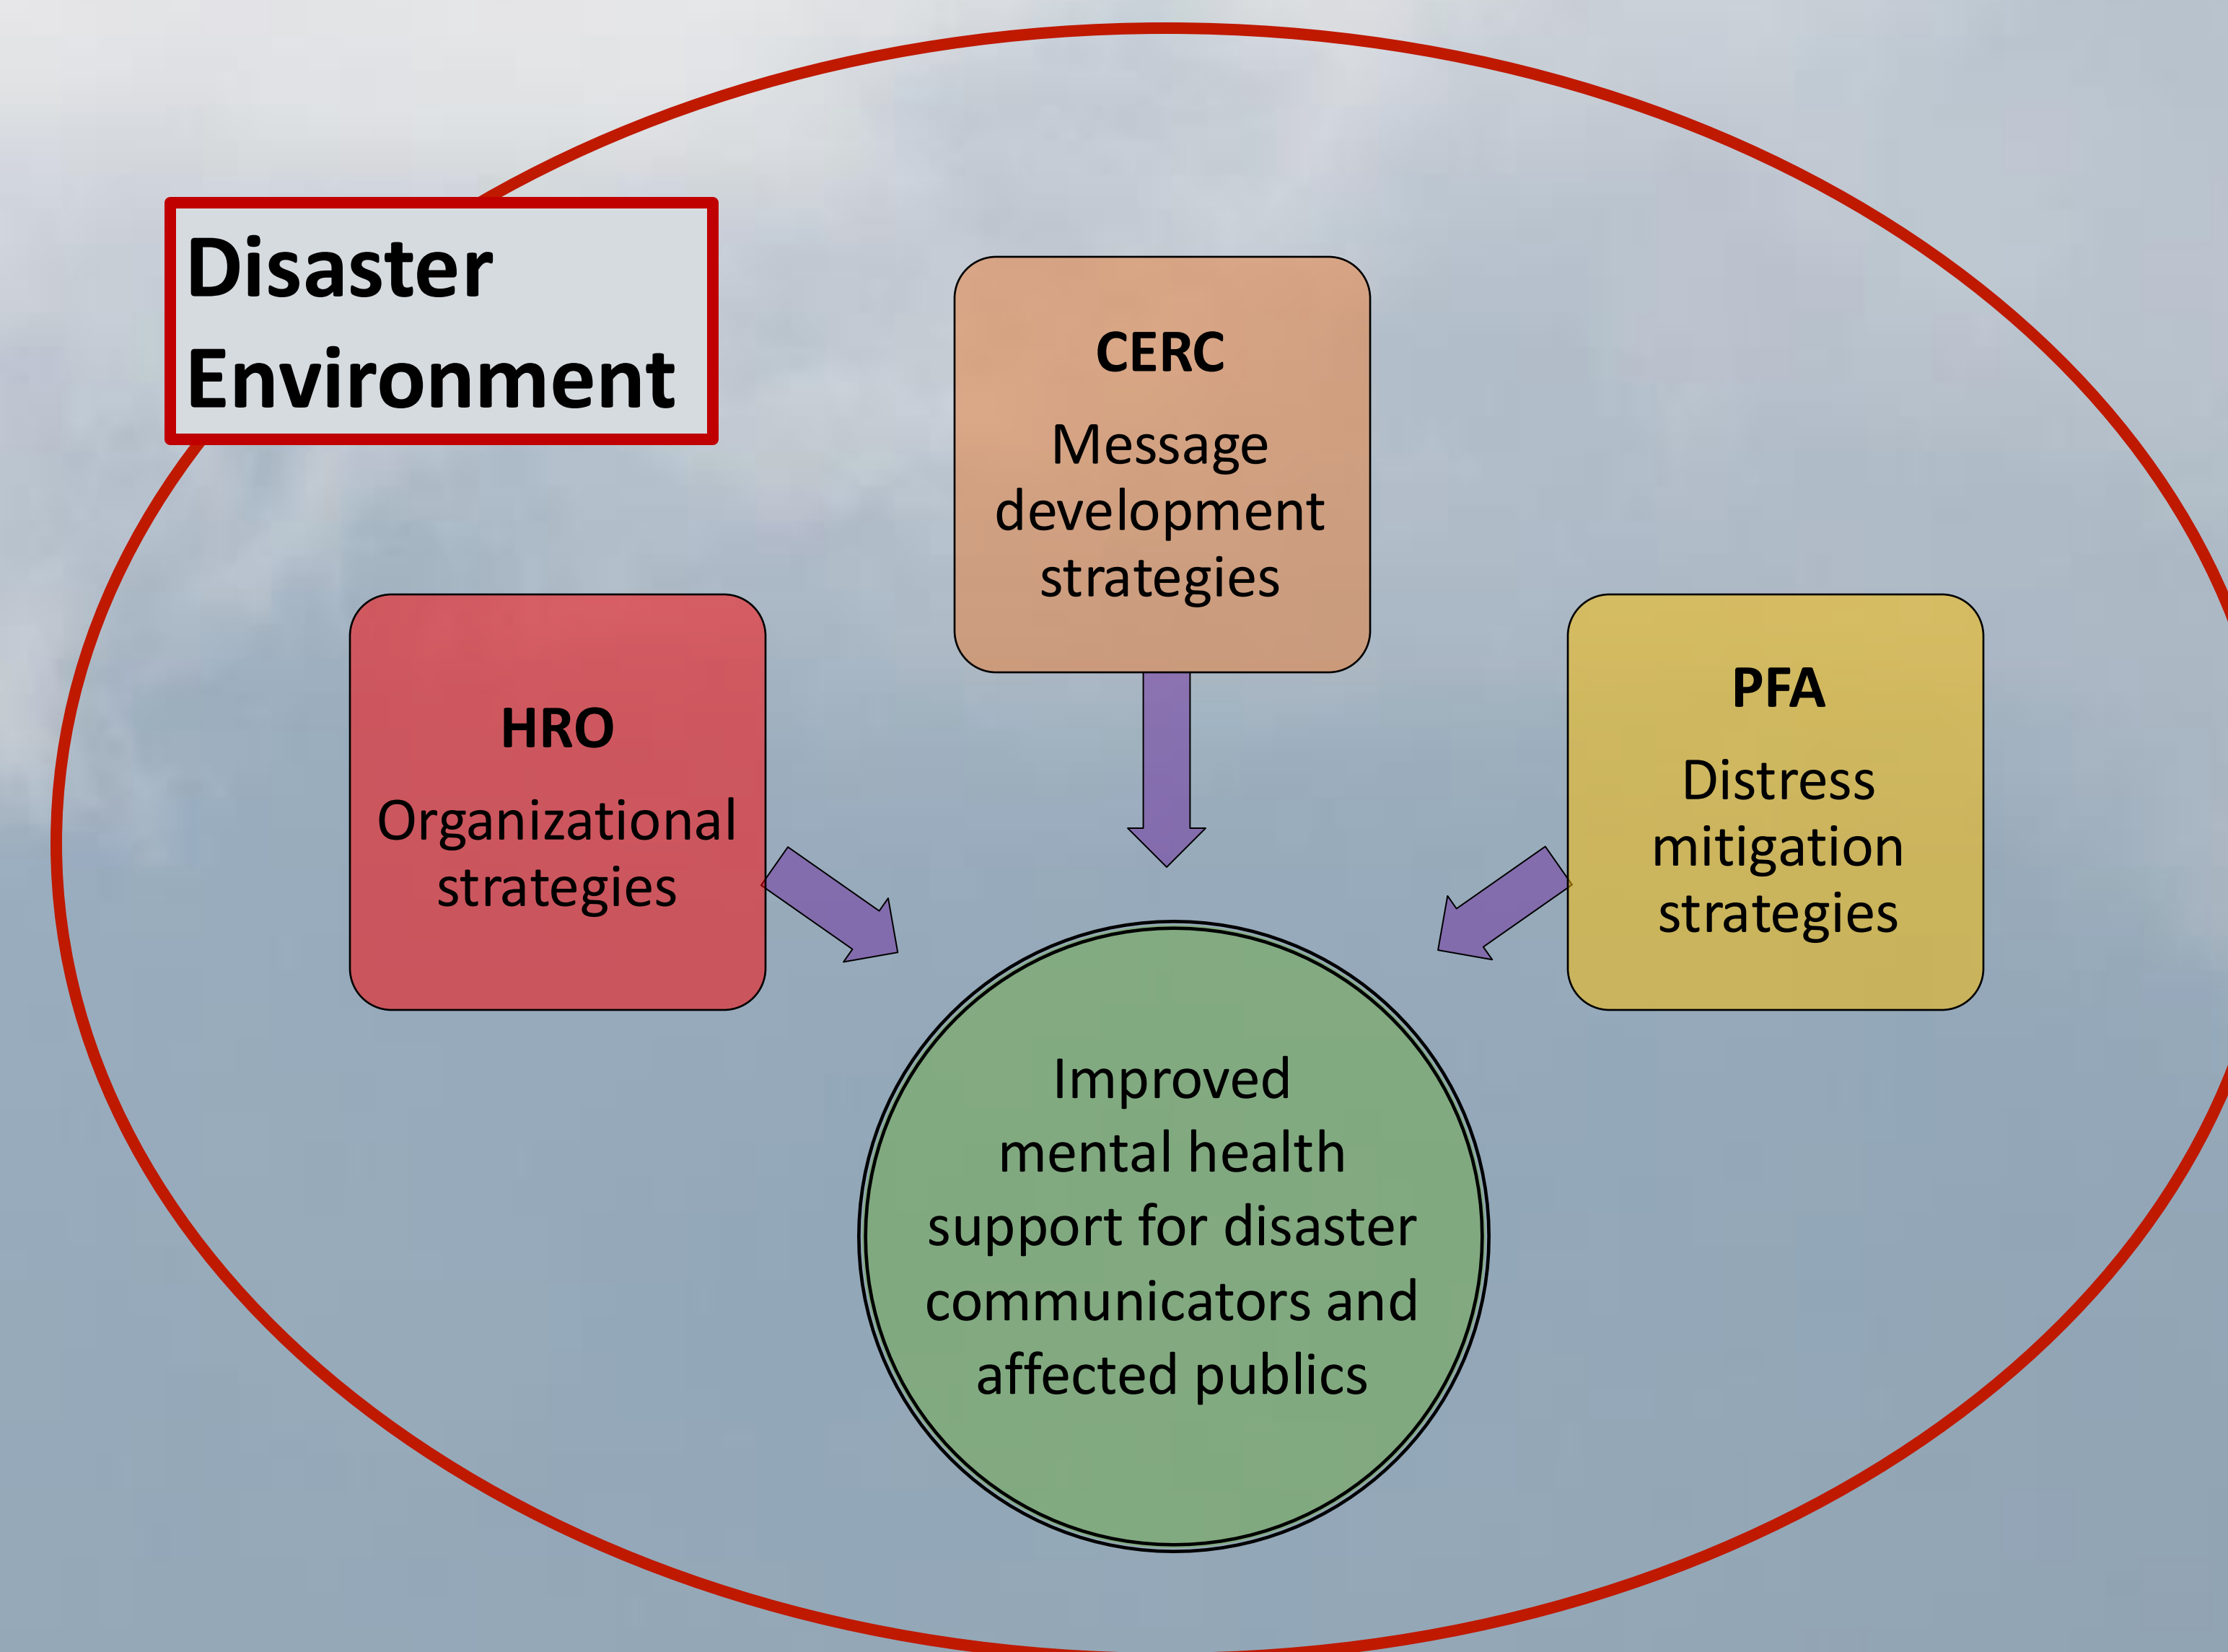 Disaster
Environment
CERC
Message
development
strategies
HRO
Organizational
strategies
PFA
Distress
mitigation
strategies
Improved
mental health
support for disaster
communicators and
affected publics